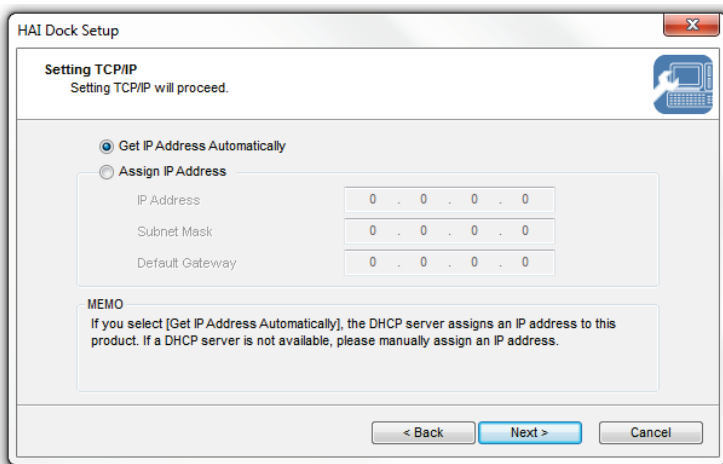 HAI Dock Setup
Setting TCP/IP
Setting TCP/IP will proceed.
Get IP Address Automatically
Assign IP Address
IP Address 0 . 0 . 0 . 0
Subnet Mask 0 . 0 . 0 . 0
Default Gateway 0 . 0 . 0 . 0
MEMO
If you select [Get IP Address Automatically], the DHCP server assigns an IP address to this
product. If a DHCP server is not available, please manually assign an IP address.
< Back Next > Cancel